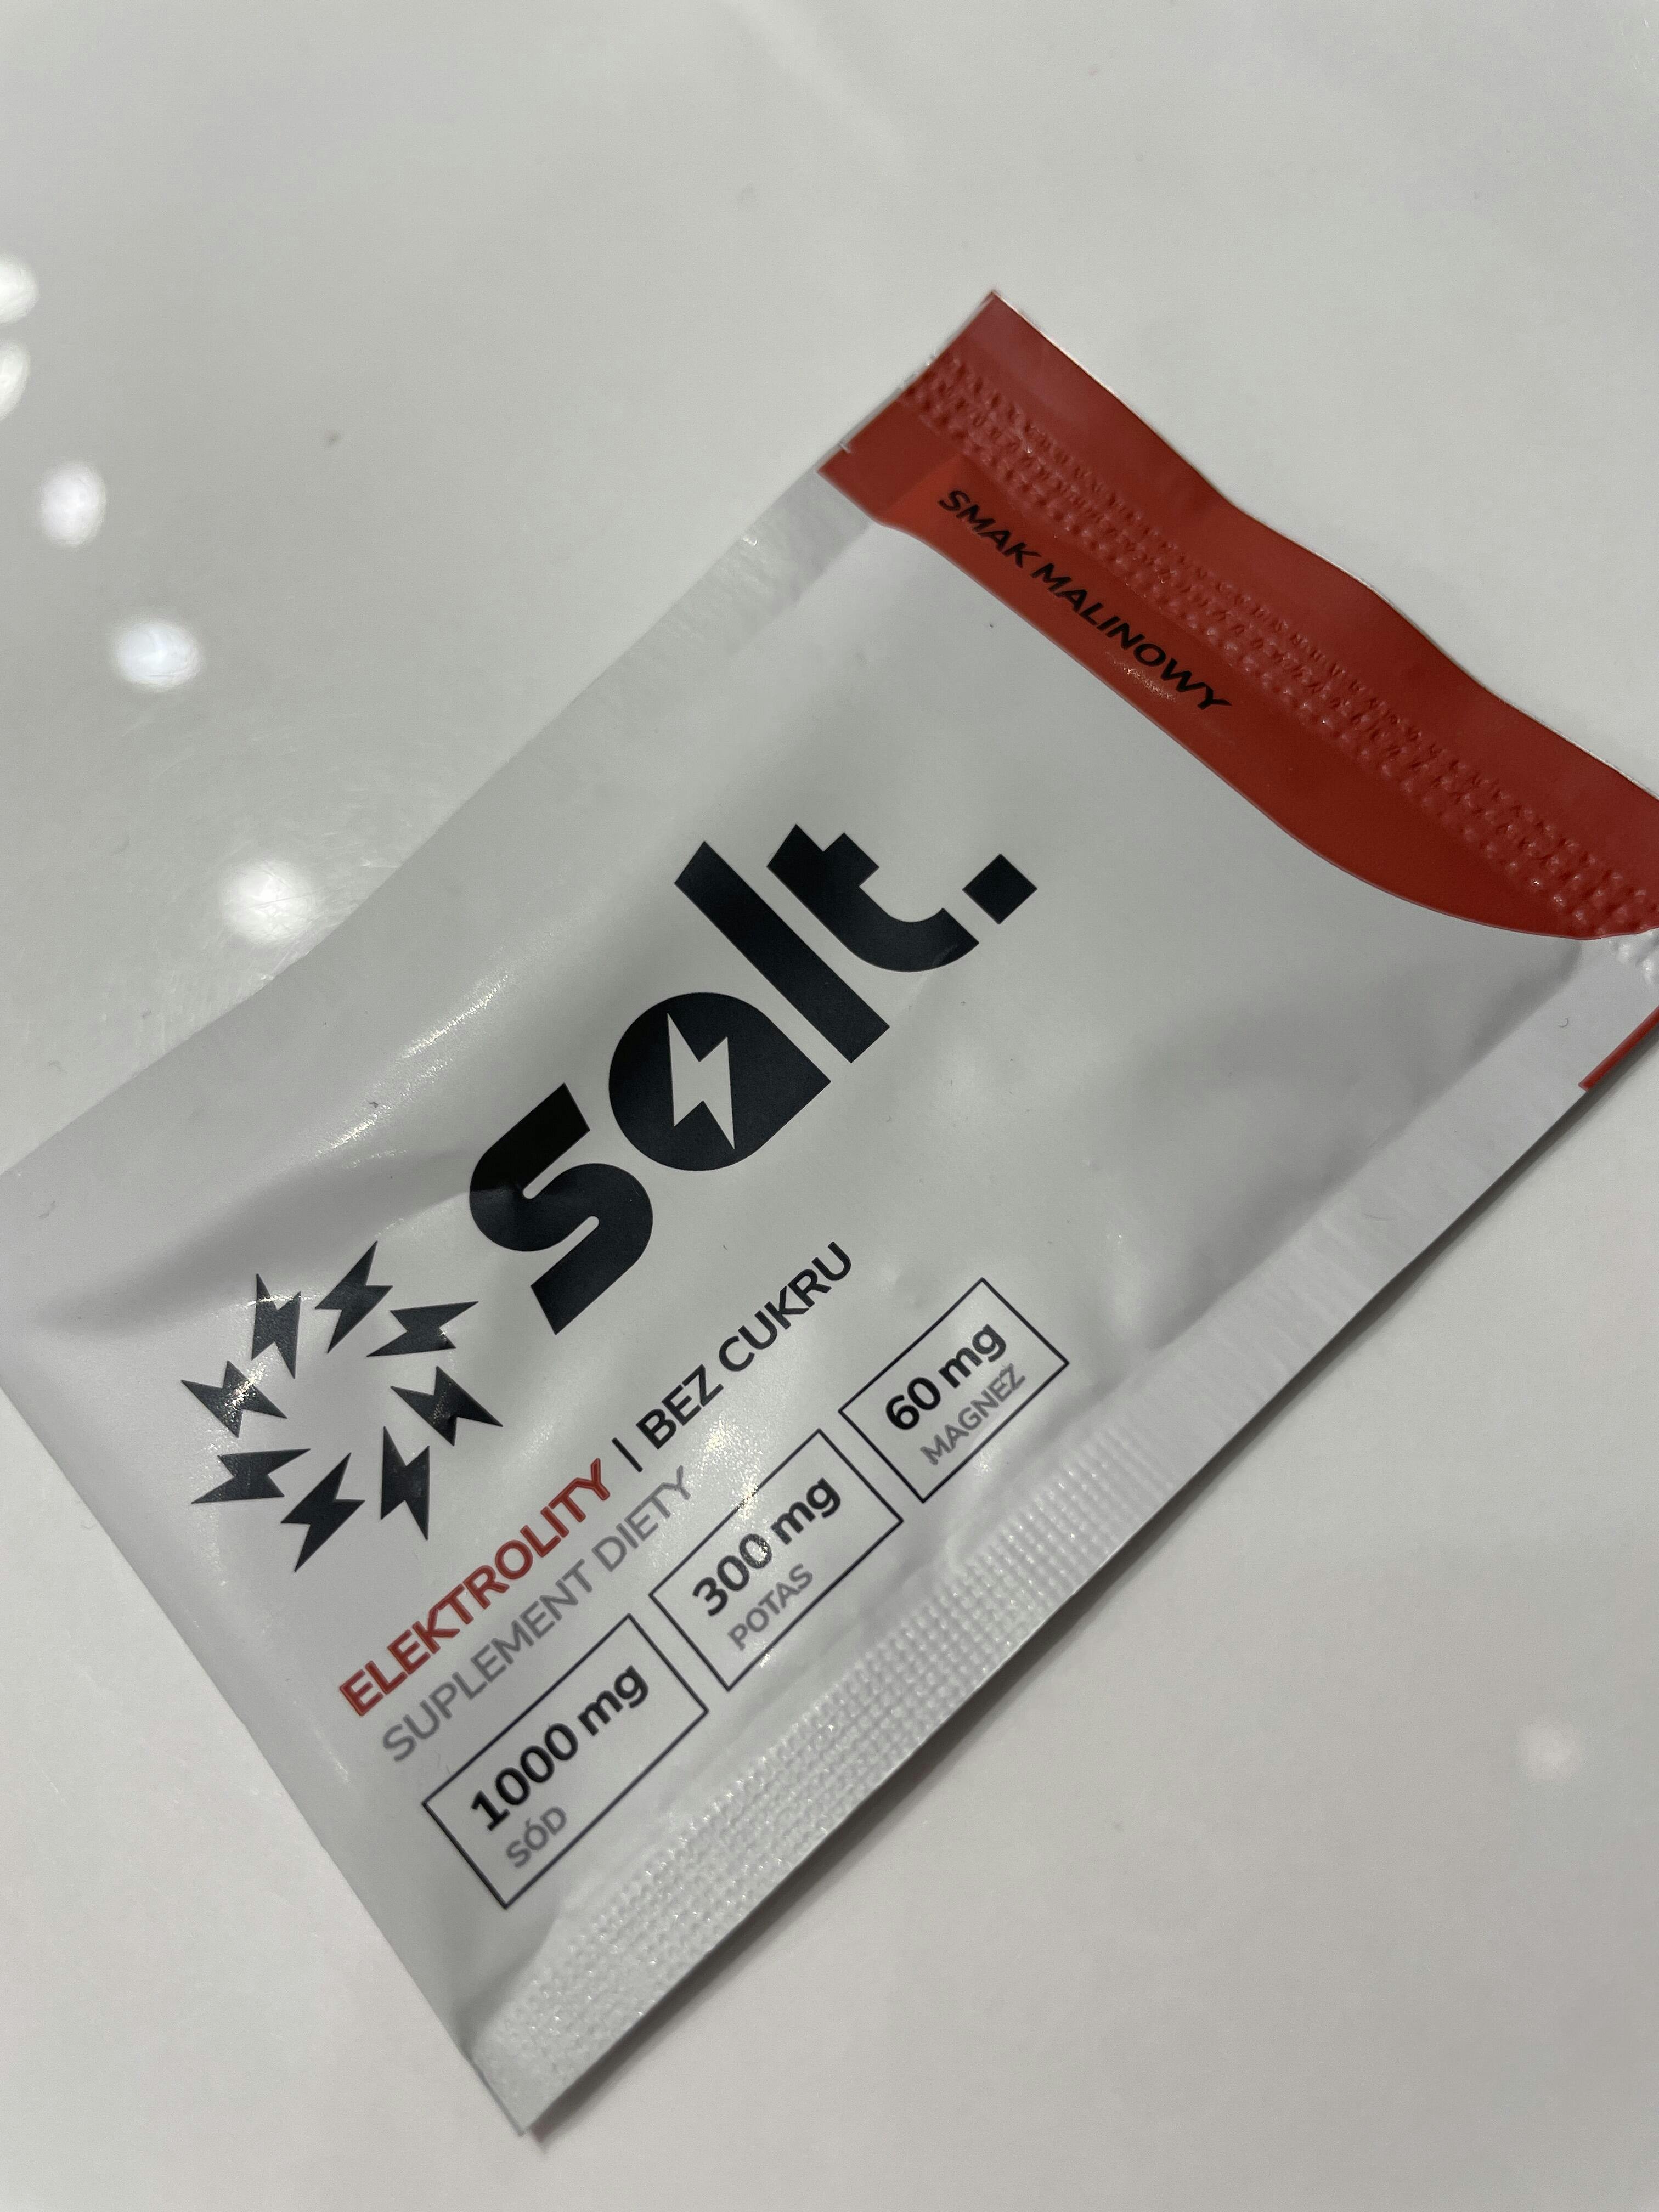 SMAK MALINOWY
salt.
ELEKTROLITY | BEZ CUKRU
SUPLEMENT DIETY
1000 mg
SÓD
300 mg
POTAS
60 mg
MAGNEZ